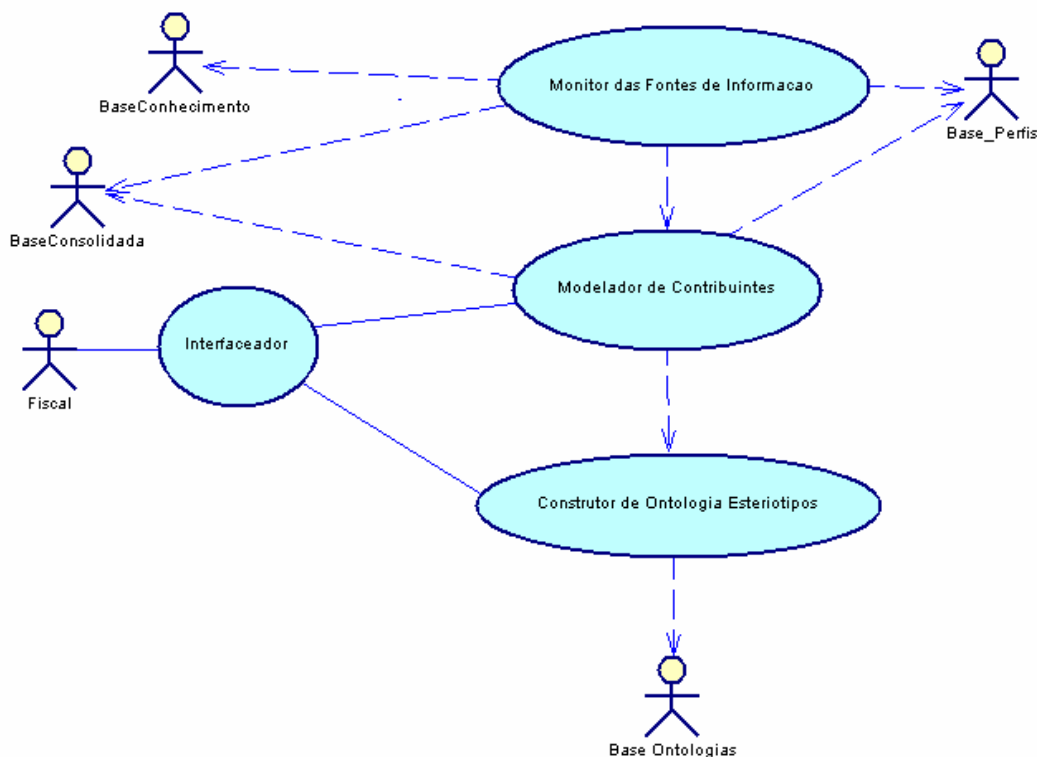 Monitor das Fontes de Informacao
BaseConhecimento
Base_Perfis
BaseConsolidada
Modelador de Contribuintes
Interfaceador
Fiscal
Construtor de Ontologia Esteriotipos
Base Ontologias